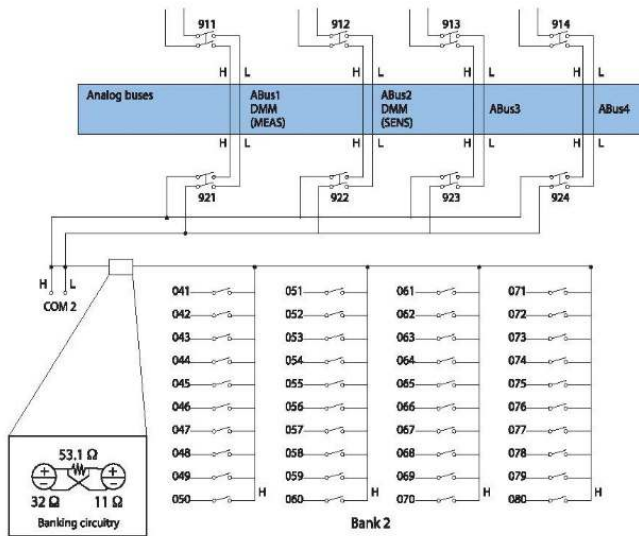 911 912 913 914
H L H L H L H L
Analog buses
ABus1
DMM
(MEAS)
ABus2
DMM
(SENS)
ABus3
ABus4
H L H L H L H L
921 922 923 924
H L
COM 2
041 051 061 071
042 052 062 072
043 053 063 073
044 054 064 074
045 055 065 075
046 056 066 076
047 057 067 077
048 058 068 078
049 059 069 079
H H H H
050 060 070 080
53.1 Ω
32 Ω 11 Ω
Banking circuitry
Bank 2